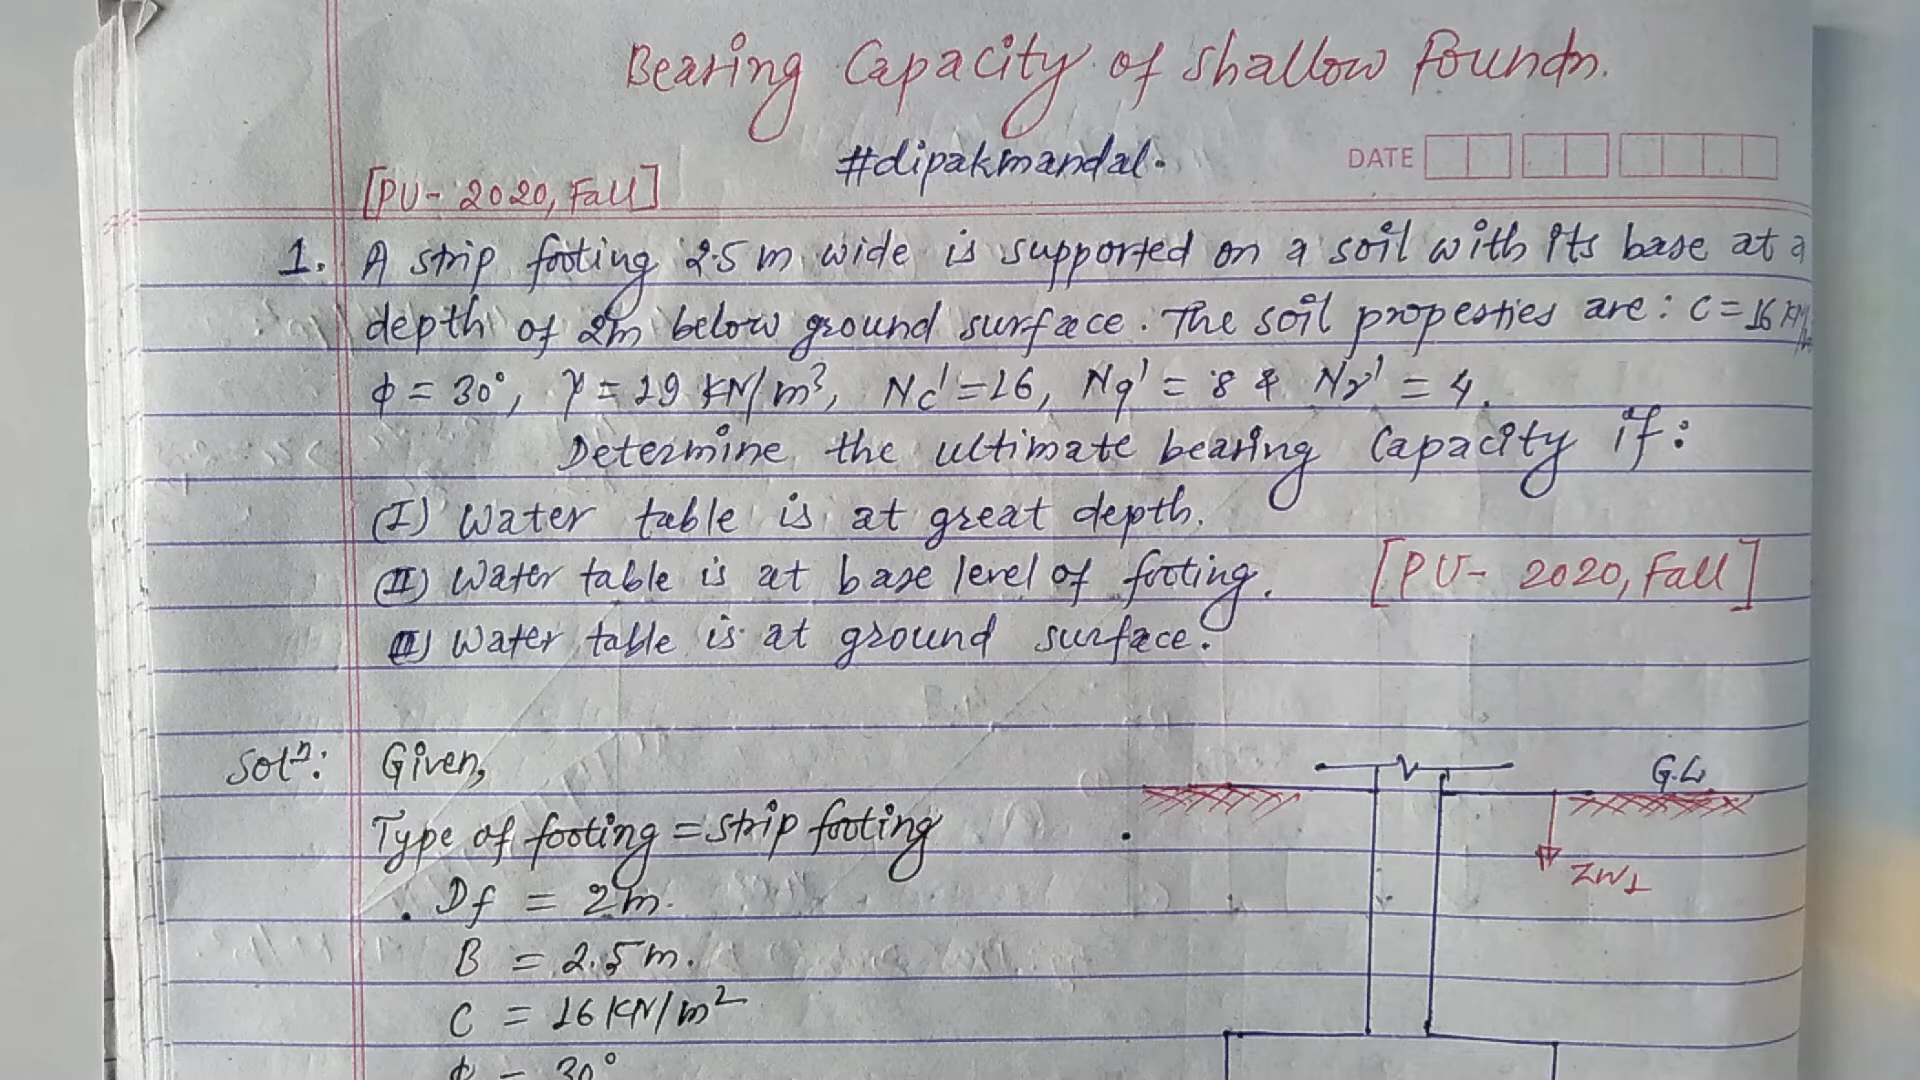 Bearing Capacity of Shallow Foundn.
#dipakmandal.
DATE
[PU- 2020, Fall]
1. A strip footing 2.5 m wide is supported on a soil with its base at a
depth of 2m below ground surface. The soil properties are: C = 16 KN/m²
φ = 30°, γ = 19 KN/m³, Nc' = 16, Nq' = 8 & Nγ' = 4.
Determine the ultimate bearing Capacity if:
(I) Water table is at great depth.
(II) Water table is at base level of footing. [PU- 2020, Fall]
(III) Water table is at ground surface.
Solⁿ: Given,
G.L
Type of footing = strip footing
Zw1
Df = 2m.
B = 2.5 m.
C = 16 KN/m²
φ = 30°